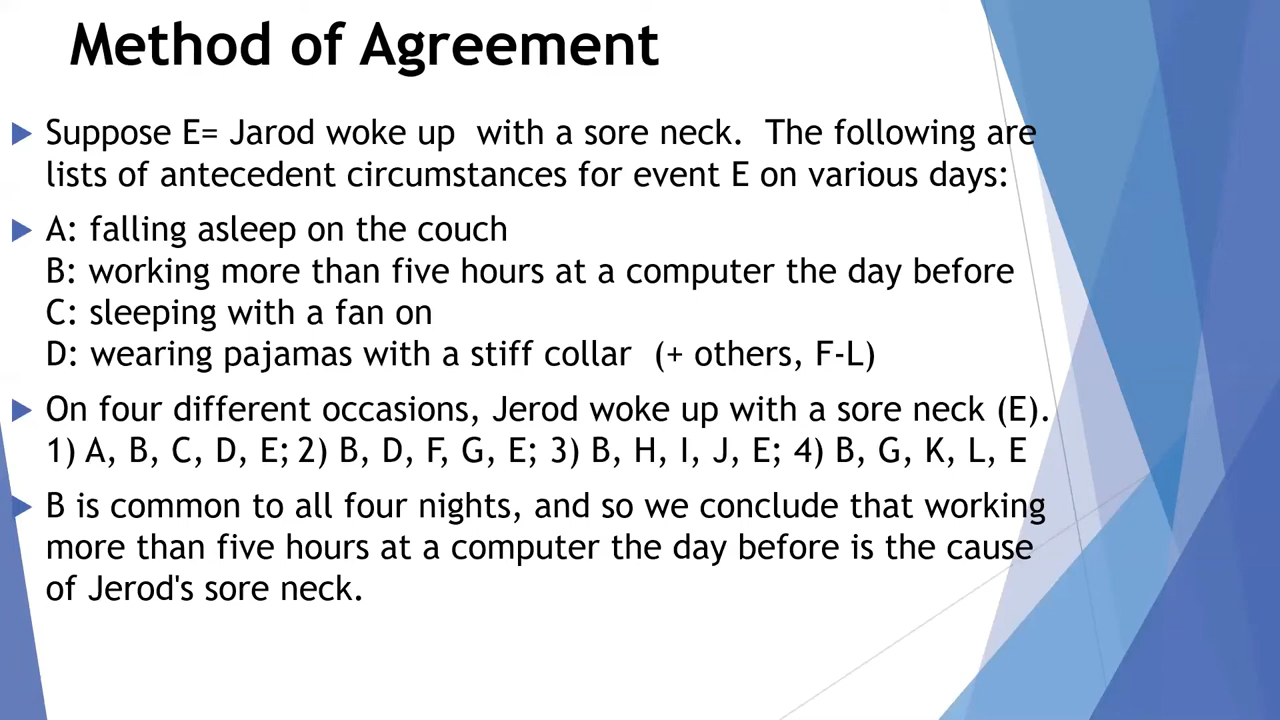 Method of Agreement
Suppose E= Jarod woke up  with a sore neck.  The following are
lists of antecedent circumstances for event E on various days:
A: falling asleep on the couch
B: working more than five hours at a computer the day before
C: sleeping with a fan on
D: wearing pajamas with a stiff collar  (+ others, F-L)
On four different occasions, Jerod woke up with a sore neck (E).
1) A, B, C, D, E; 2) B, D, F, G, E; 3) B, H, I, J, E; 4) B, G, K, L, E
B is common to all four nights, and so we conclude that working
more than five hours at a computer the day before is the cause
of Jerod's sore neck.